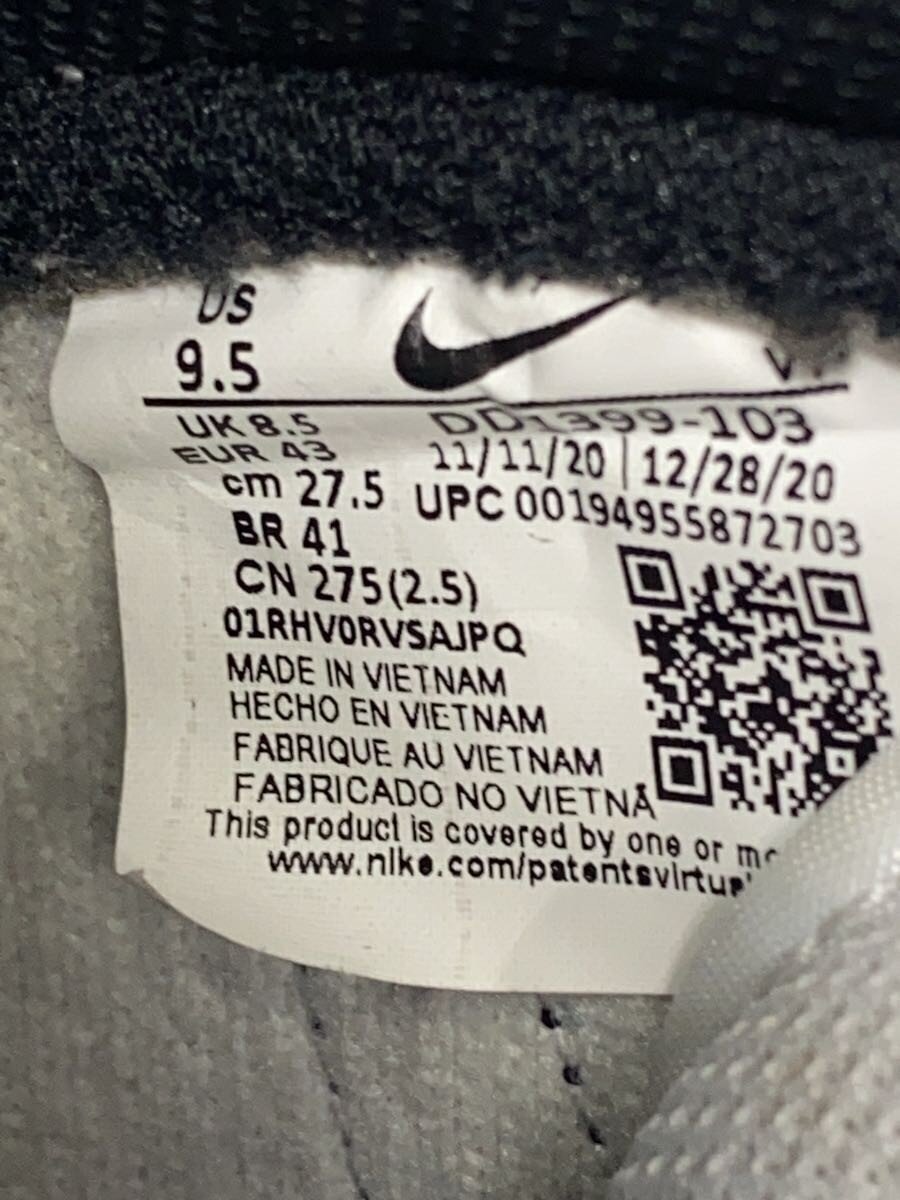 US
9.5
UK 8.5
EUR 43
cm 27.5
BR 41
CN 275(2.5)
DD1399-103
11/11/20 | 12/28/20
UPC 00194955872703
01RHV0RVSAJPQ
MADE IN VIETNAM
HECHO EN VIETNAM
FABRIQUE AU VIETNAM
FABRICADO NO VIETNÃ
This product is covered by one or
www.nike.com/patentsvirtu